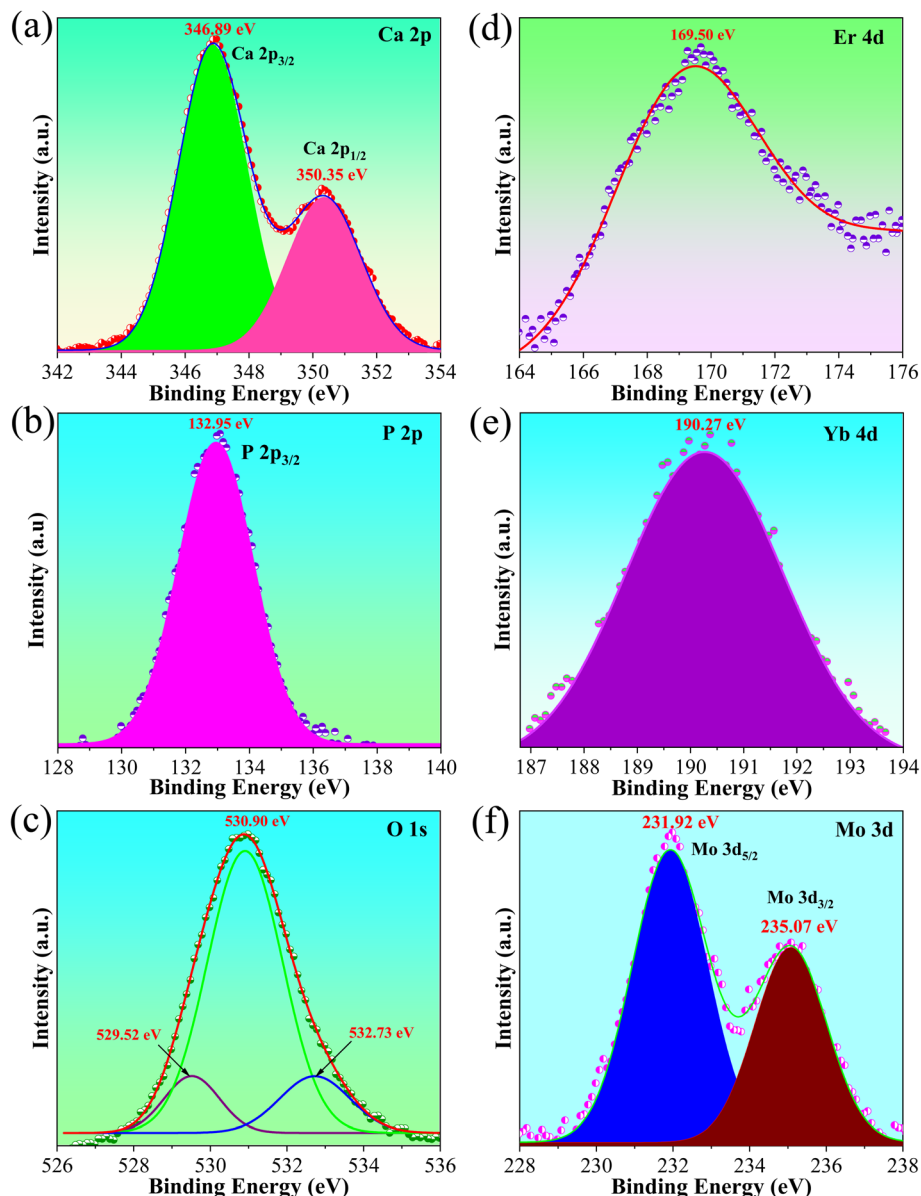 (a)
346.89 eV
Ca 2p
Ca 2p3/2
Ca 2p1/2
350.35 eV
Intensity (a.u.)
342 344 346 348 350 352 354
Binding Energy (eV)
(d)
169.50 eV
Er 4d
Intensity (a.u.)
164 166 168 170 172 174 176
Binding Energy (eV)
(b)
132.95 eV
P 2p
P 2p3/2
Intensity (a.u)
128 130 132 134 136 138 140
Binding Energy (eV)
(e)
190.27 eV
Yb 4d
Intensity (a.u.)
187 188 189 190 191 192 193 194
Binding Energy (eV)
(c)
530.90 eV
O 1s
529.52 eV
532.73 eV
Intensity (a.u.)
526 528 530 532 534 536
Binding Energy (eV)
(f)
231.92 eV
Mo 3d
Mo 3d5/2
Mo 3d3/2
235.07 eV
Intensity (a.u.)
228 230 232 234 236 238
Binding Energy (eV)